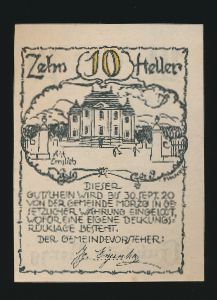 Zehn 10 Heller
DIESER
GUTSCHEIN WIRD BIS 30. SEPT. 20
VON DER GEMEINDE MORZG IN GE-
SETZLICHER WÄHRUNG EINGELÖST,
WOFÜR EINE EIGENE DECKUNGS-
RÜCKLAGE BESTEHT.
DER GEMEINDEVORSTEHER: